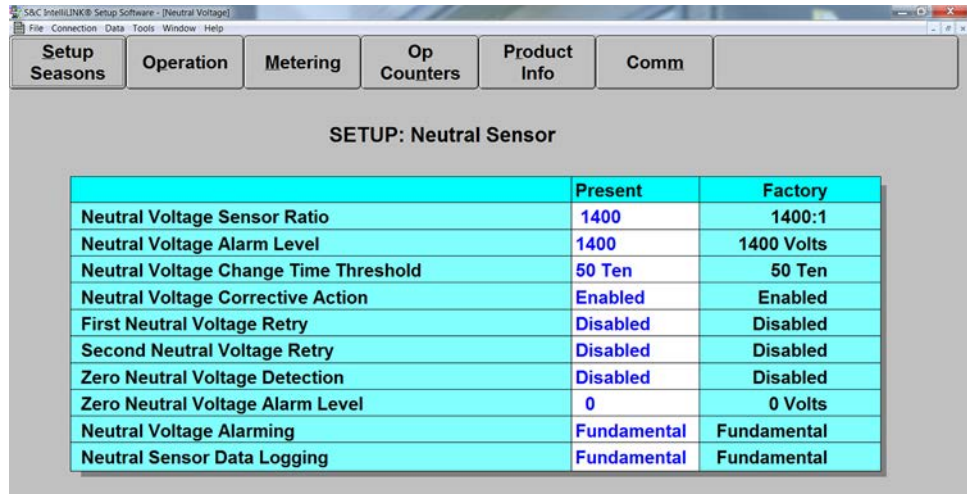 S&C IntelliLINK® Setup Software - [Neutral Voltage]
File Connection Data Tools Window Help
Setup Seasons Operation Metering Op Counters Product Info Comm
SETUP: Neutral Sensor
Present Factory
Neutral Voltage Sensor Ratio 1400 1400:1
Neutral Voltage Alarm Level 1400 1400 Volts
Neutral Voltage Change Time Threshold 50 Ten 50 Ten
Neutral Voltage Corrective Action Enabled Enabled
First Neutral Voltage Retry Disabled Disabled
Second Neutral Voltage Retry Disabled Disabled
Zero Neutral Voltage Detection Disabled Disabled
Zero Neutral Voltage Alarm Level 0 0 Volts
Neutral Voltage Alarming Fundamental Fundamental
Neutral Sensor Data Logging Fundamental Fundamental